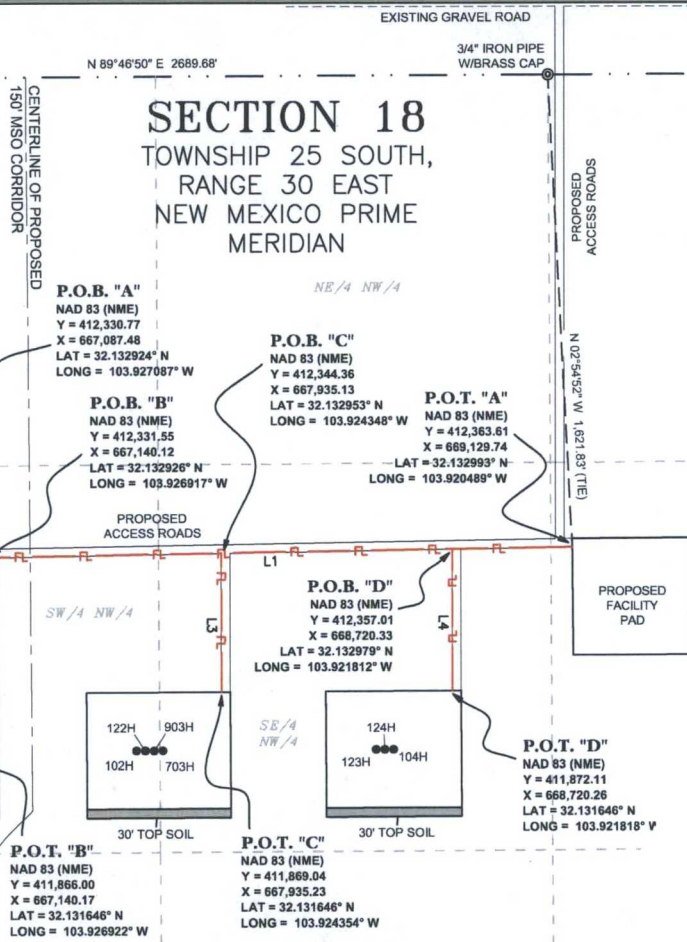 EXISTING GRAVEL ROAD
3/4" IRON PIPE
W/BRASS CAP
N 89°46'50" E  2689.68'
CENTERLINE OF PROPOSED
150' MSO CORRIDOR
SECTION 18
TOWNSHIP 25 SOUTH,
RANGE 30 EAST
NEW MEXICO PRIME
MERIDIAN
PROPOSED
ACCESS ROADS
NE/4 NW/4
P.O.B. "A"
NAD 83 (NME)
Y = 412,330.77
X = 667,087.48
LAT = 32.132924° N
LONG = 103.927087° W
P.O.B. "C"
NAD 83 (NME)
Y = 412,344.36
X = 667,935.13
LAT = 32.132953° N
LONG = 103.924348° W
N 02°54'52" W  1,621.83' (TIE)
P.O.B. "B"
NAD 83 (NME)
Y = 412,331.55
X = 667,140.12
LAT = 32.132926° N
LONG = 103.926917° W
P.O.T. "A"
NAD 83 (NME)
Y = 412,363.61
X = 669,129.74
LAT = 32.132993° N
LONG = 103.920489° W
PROPOSED
ACCESS ROADS
L1
P.O.B. "D"
NAD 83 (NME)
Y = 412,357.01
X = 668,720.33
LAT = 32.132979° N
LONG = 103.921812° W
L3
L4
PROPOSED
FACILITY
PAD
SW/4 NW/4
SE/4
NW/4
122H
903H
102H
703H
124H
123H
104H
30' TOP SOIL
30' TOP SOIL
P.O.T. "D"
NAD 83 (NME)
Y = 411,872.11
X = 668,720.26
LAT = 32.131646° N
LONG = 103.921818° W
P.O.T. "B"
NAD 83 (NME)
Y = 411,866.00
X = 667,140.17
LAT = 32.131646° N
LONG = 103.926922° W
P.O.T. "C"
NAD 83 (NME)
Y = 411,869.04
X = 667,935.23
LAT = 32.131646° N
LONG = 103.924354° W